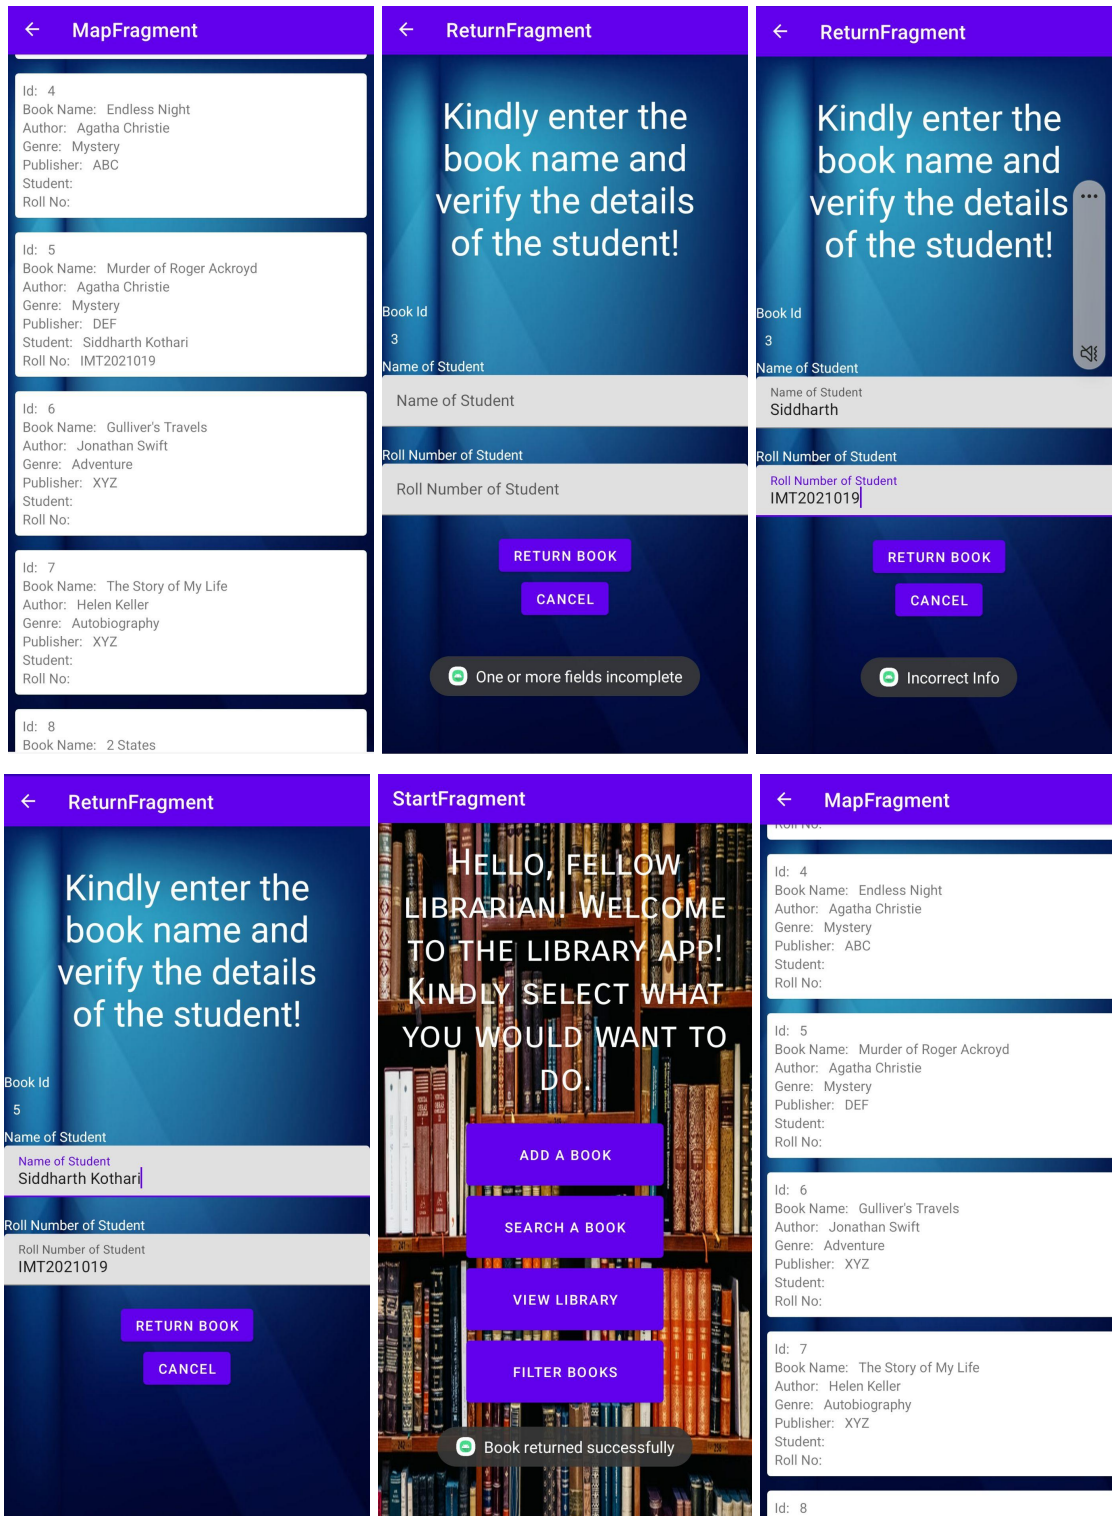 MapFragment
Id: 4
Book Name: Endless Night
Author: Agatha Christie
Genre: Mystery
Publisher: ABC
Student:
Roll No:
Id: 5
Book Name: Murder of Roger Ackroyd
Author: Agatha Christie
Genre: Mystery
Publisher: DEF
Student: Siddharth Kothari
Roll No: IMT2021019
Id: 6
Book Name: Gulliver's Travels
Author: Jonathan Swift
Genre: Adventure
Publisher: XYZ
Student:
Roll No:
Id: 7
Book Name: The Story of My Life
Author: Helen Keller
Genre: Autobiography
Publisher: XYZ
Student:
Roll No:
Id: 8
Book Name: 2 States
ReturnFragment
Kindly enter the
book name and
verify the details
of the student!
Book Id
3
Name of Student
Name of Student
Roll Number of Student
Roll Number of Student
RETURN BOOK
CANCEL
One or more fields incomplete
ReturnFragment
Kindly enter the
book name and
verify the details
of the student!
Book Id
3
Name of Student
Name of Student
Siddharth
Roll Number of Student
Roll Number of Student
IMT2021019
RETURN BOOK
CANCEL
Incorrect Info
ReturnFragment
Kindly enter the
book name and
verify the details
of the student!
Book Id
5
Name of Student
Name of Student
Siddharth Kothari
Roll Number of Student
Roll Number of Student
IMT2021019
RETURN BOOK
CANCEL
StartFragment
HELLO, FELLOW
LIBRARIAN! WELCOME
TO THE LIBRARY APP!
KINDLY SELECT WHAT
YOU WOULD WANT TO
DO.
ADD A BOOK
SEARCH A BOOK
VIEW LIBRARY
FILTER BOOKS
Book returned successfully
MapFragment
Roll No:
Id: 4
Book Name: Endless Night
Author: Agatha Christie
Genre: Mystery
Publisher: ABC
Student:
Roll No:
Id: 5
Book Name: Murder of Roger Ackroyd
Author: Agatha Christie
Genre: Mystery
Publisher: DEF
Student:
Roll No:
Id: 6
Book Name: Gulliver's Travels
Author: Jonathan Swift
Genre: Adventure
Publisher: XYZ
Student:
Roll No:
Id: 7
Book Name: The Story of My Life
Author: Helen Keller
Genre: Autobiography
Publisher: XYZ
Student:
Roll No:
Id: 8